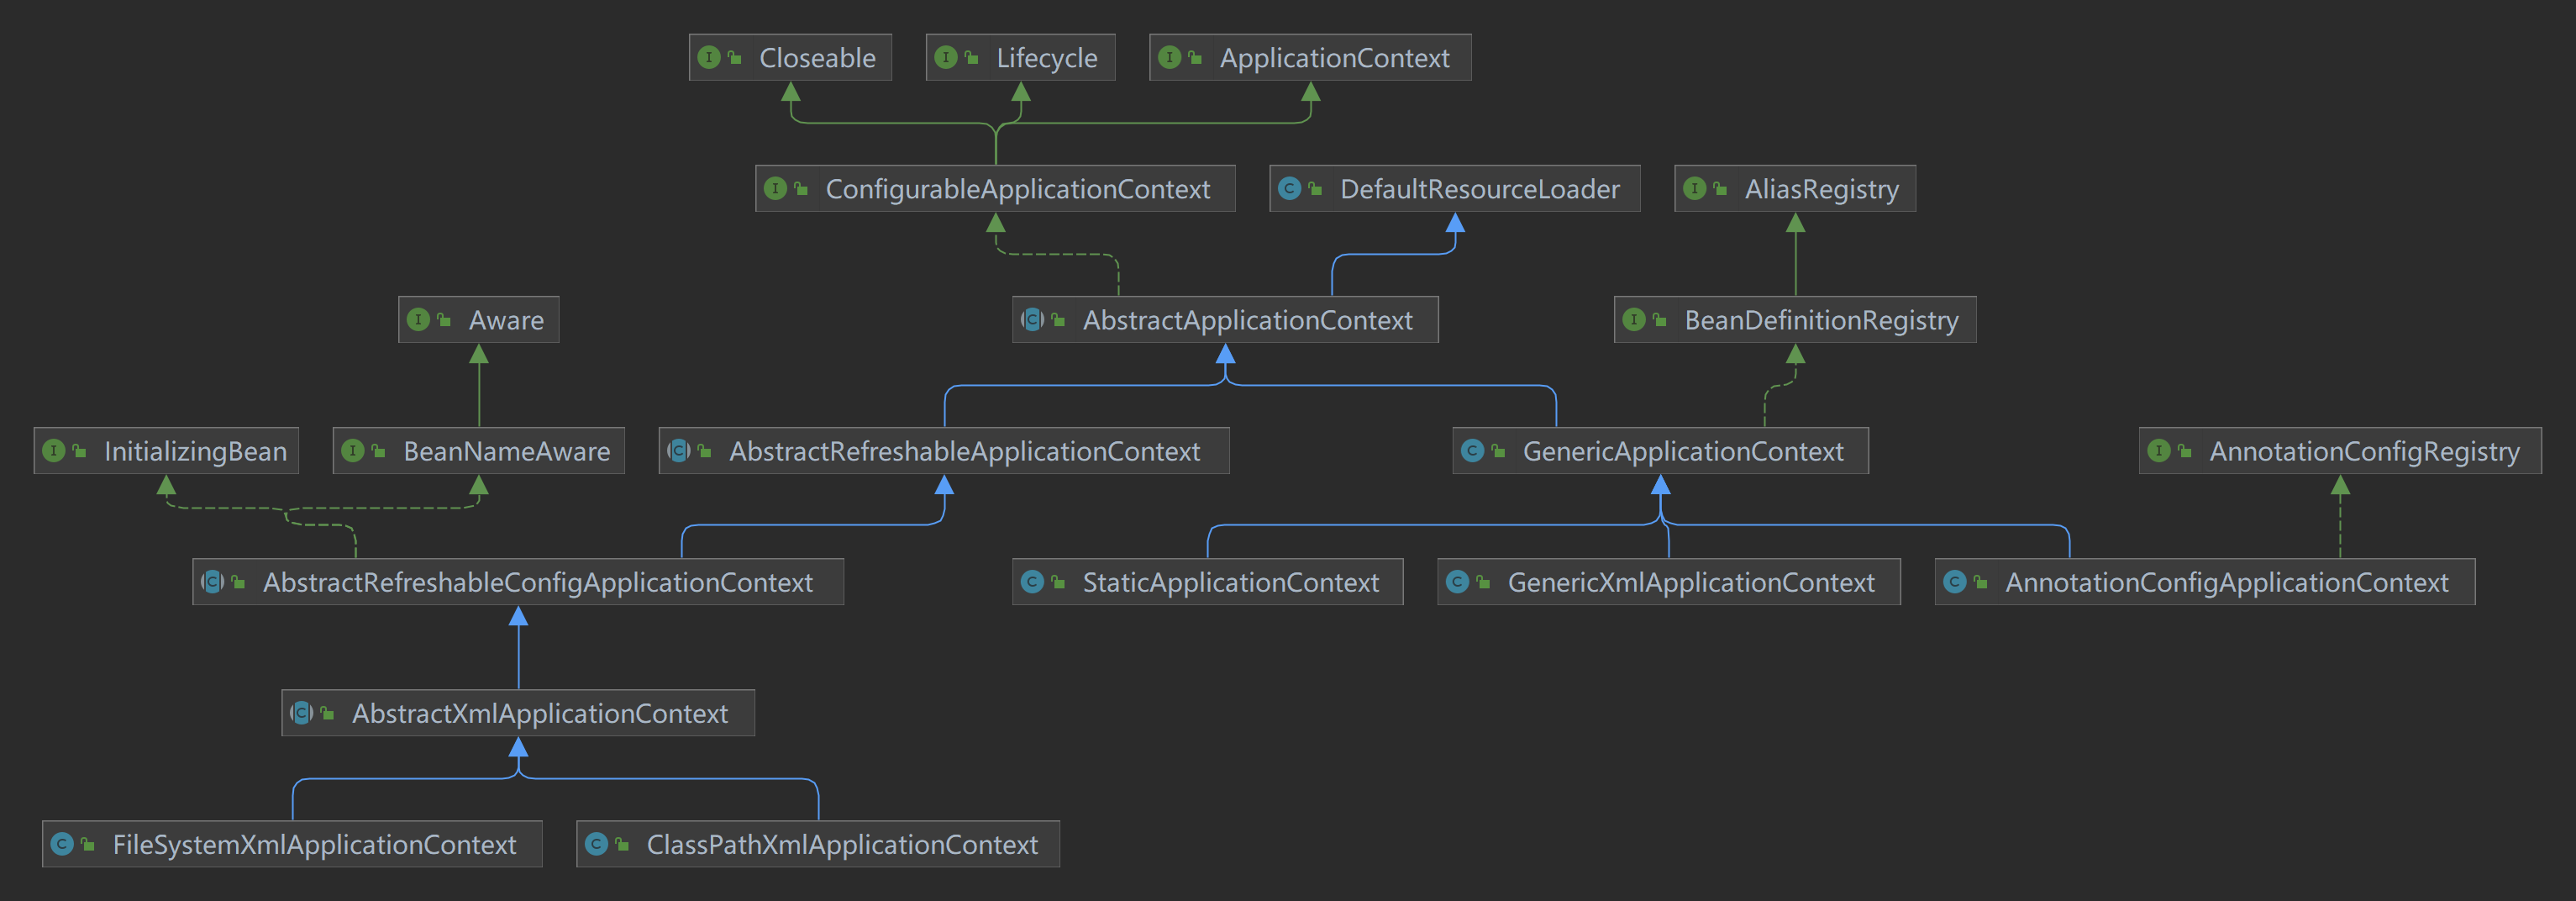 Closeable
Lifecycle
ApplicationContext
ConfigurableApplicationContext
DefaultResourceLoader
AliasRegistry
Aware
AbstractApplicationContext
BeanDefinitionRegistry
InitializingBean
BeanNameAware
AbstractRefreshableApplicationContext
GenericApplicationContext
AnnotationConfigRegistry
AbstractRefreshableConfigApplicationContext
StaticApplicationContext
GenericXmlApplicationContext
AnnotationConfigApplicationContext
AbstractXmlApplicationContext
FileSystemXmlApplicationContext
ClassPathXmlApplicationContext